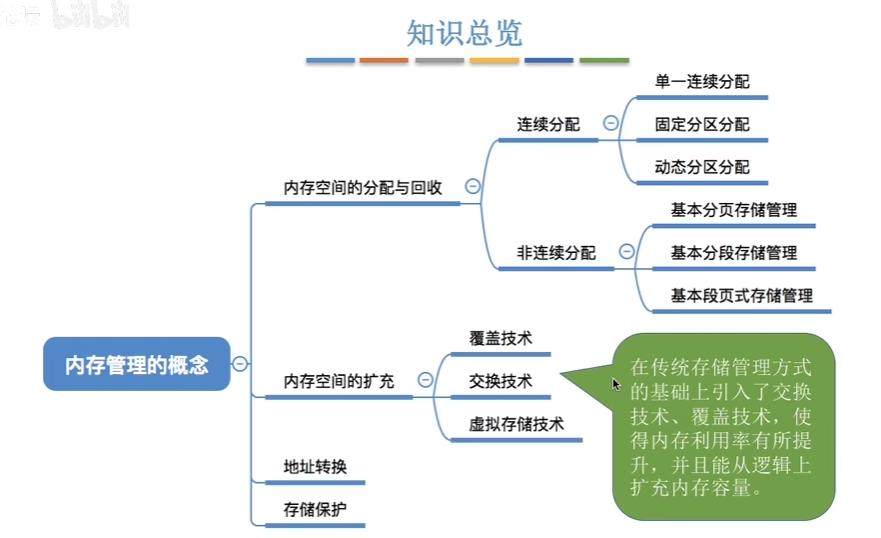 论坛 bilibili
知识总览
单一连续分配
连续分配
固定分区分配
动态分区分配
内存空间的分配与回收
基本分页存储管理
非连续分配
基本分段存储管理
基本段页式存储管理
内存管理的概念
覆盖技术
内存空间的扩充
交换技术
虚拟存储技术
在传统存储管理方式
的基础上引入了交换
技术、覆盖技术，使
得内存利用率有所提
升，并且能从逻辑上
扩充内存容量。
地址转换
存储保护